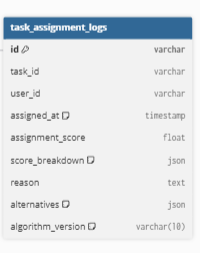 task_assignment_logs
id varchar
task_id varchar
user_id varchar
assigned_at timestamp
assignment_score float
score_breakdown json
reason text
alternatives json
algorithm_version varchar(10)